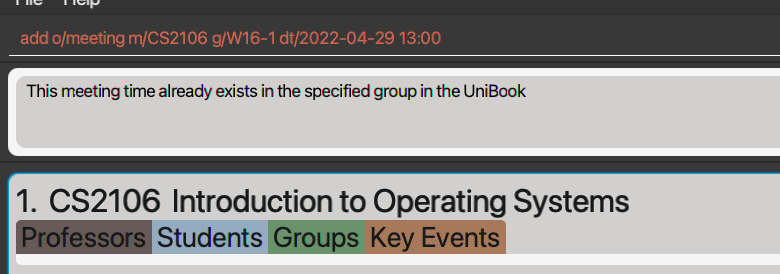 File Help
add o/meeting m/CS2106 g/W16-1 dt/2022-04-29 13:00
This meeting time already exists in the specified group in the UniBook
1. CS2106 Introduction to Operating Systems
Professors Students Groups Key Events